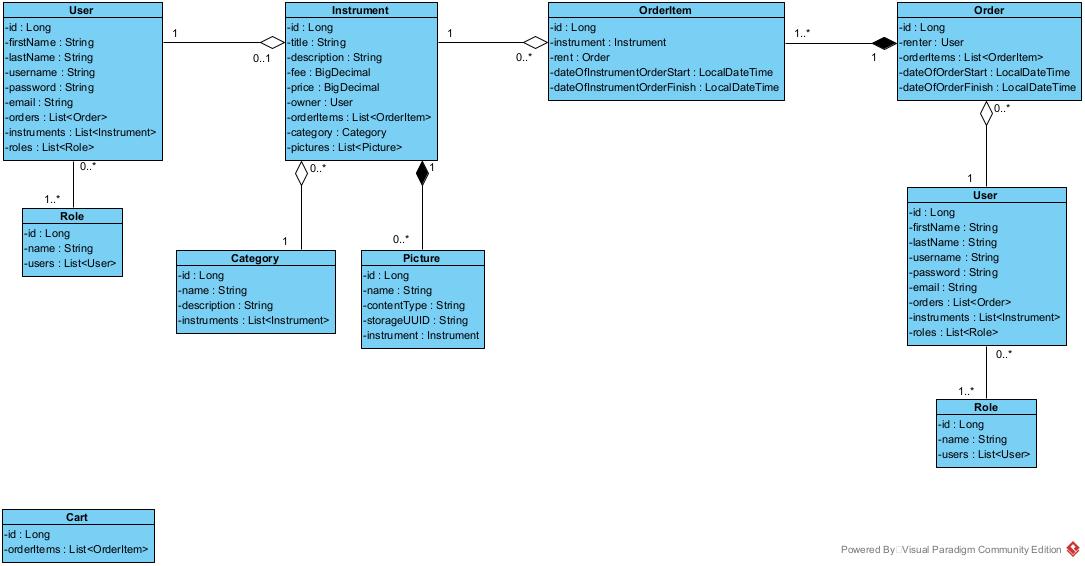 User
-id : Long
-firstName : String
-lastName : String
-username : String
-password : String
-email : String
-orders : List<Order>
-instruments : List<Instrument>
-roles : List<Role>
1
0..1
Instrument
-id : Long
-title : String
-description : String
-fee : BigDecimal
-price : BigDecimal
-owner : User
-orderItems : List<OrderItem>
-category : Category
-pictures : List<Picture>
1
0..*
OrderItem
-id : Long
-instrument : Instrument
-rent : Order
-dateOfInstrumentOrderStart : LocalDateTime
-dateOfInstrumentOrderFinish : LocalDateTime
1..*
1
Order
-id : Long
-renter : User
-orderItems : List<OrderItem>
-dateOfOrderStart : LocalDateTime
-dateOfOrderFinish : LocalDateTime
0..*
1..*
Role
-id : Long
-name : String
-users : List<User>
0..*
1
Category
-id : Long
-name : String
-description : String
-instruments : List<Instrument>
1
0..*
Picture
-id : Long
-name : String
-contentType : String
-storageUUID : String
-instrument : Instrument
0..*
1
User
-id : Long
-firstName : String
-lastName : String
-username : String
-password : String
-email : String
-orders : List<Order>
-instruments : List<Instrument>
-roles : List<Role>
0..*
1..*
Role
-id : Long
-name : String
-users : List<User>
Cart
-id : Long
-orderItems : List<OrderItem>
Powered By Visual Paradigm Community Edition